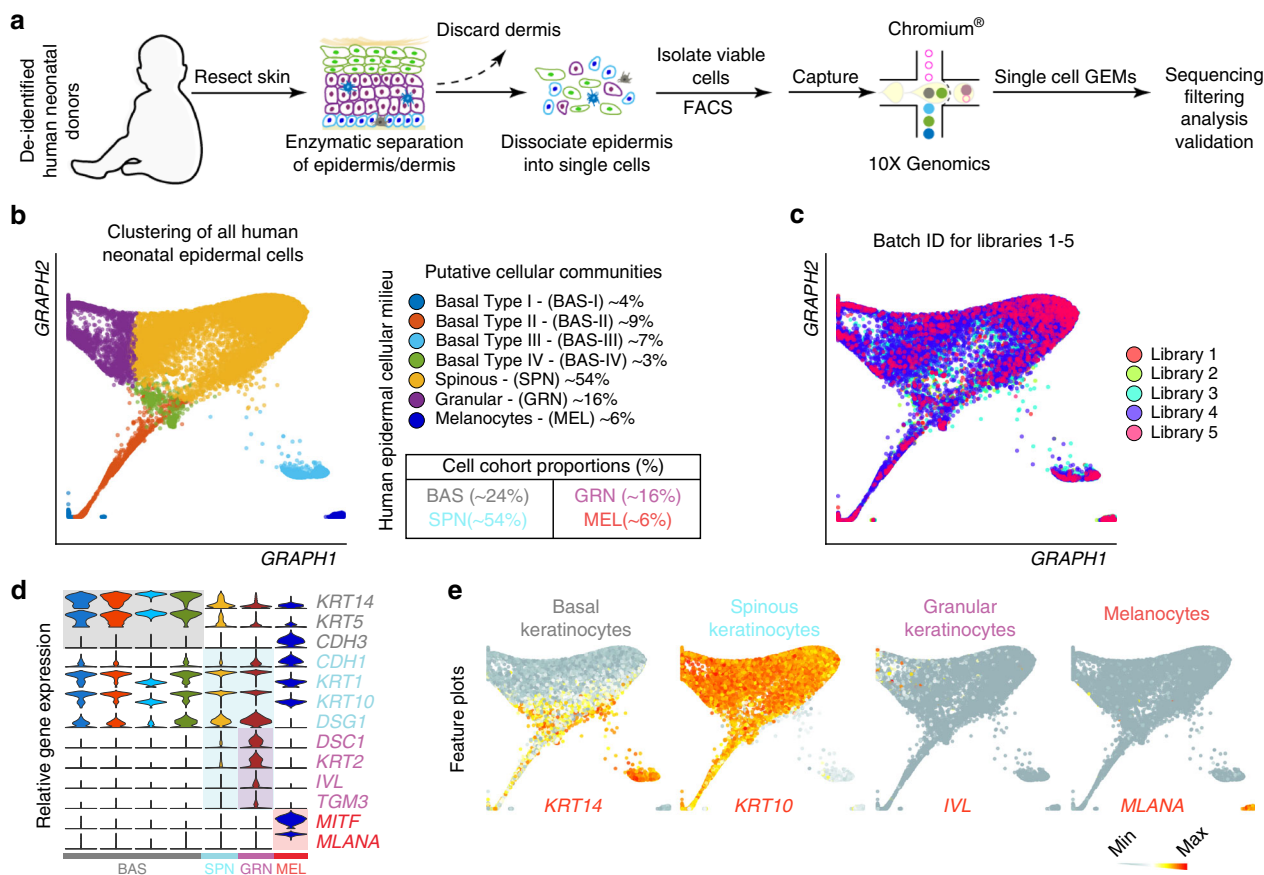 a
De-identified
human neonatal
donors
Resect skin
Enzymatic separation
of epidermis/dermis
Discard dermis
Dissociate epidermis
into single cells
Isolate viable
cells
FACS
Capture
Chromium®
10X Genomics
Single cell GEMs
Sequencing
filtering
analysis
validation
b
Clustering of all human
neonatal epidermal cells
GRAPH2
GRAPH1
Human epidermal cellular milieu
Putative cellular communities
Basal Type I - (BAS-I) ~4%
Basal Type II - (BAS-II) ~9%
Basal Type III - (BAS-III) ~7%
Basal Type IV - (BAS-IV) ~3%
Spinous - (SPN) ~54%
Granular - (GRN) ~16%
Melanocytes - (MEL) ~6%
Cell cohort proportions (%)
BAS (~24%)
GRN (~16%)
SPN(~54%)
MEL(~6%)
c
Batch ID for libraries 1-5
GRAPH2
GRAPH1
Library 1
Library 2
Library 3
Library 4
Library 5
d
Relative gene expression
KRT14
KRT5
CDH3
CDH1
KRT1
KRT10
DSG1
DSC1
KRT2
IVL
TGM3
MITF
MLANA
BAS
SPN
GRN
MEL
e
Feature plots
Basal
keratinocytes
KRT14
Spinous
keratinocytes
KRT10
Granular
keratinocytes
IVL
Melanocytes
MLANA
Min
Max